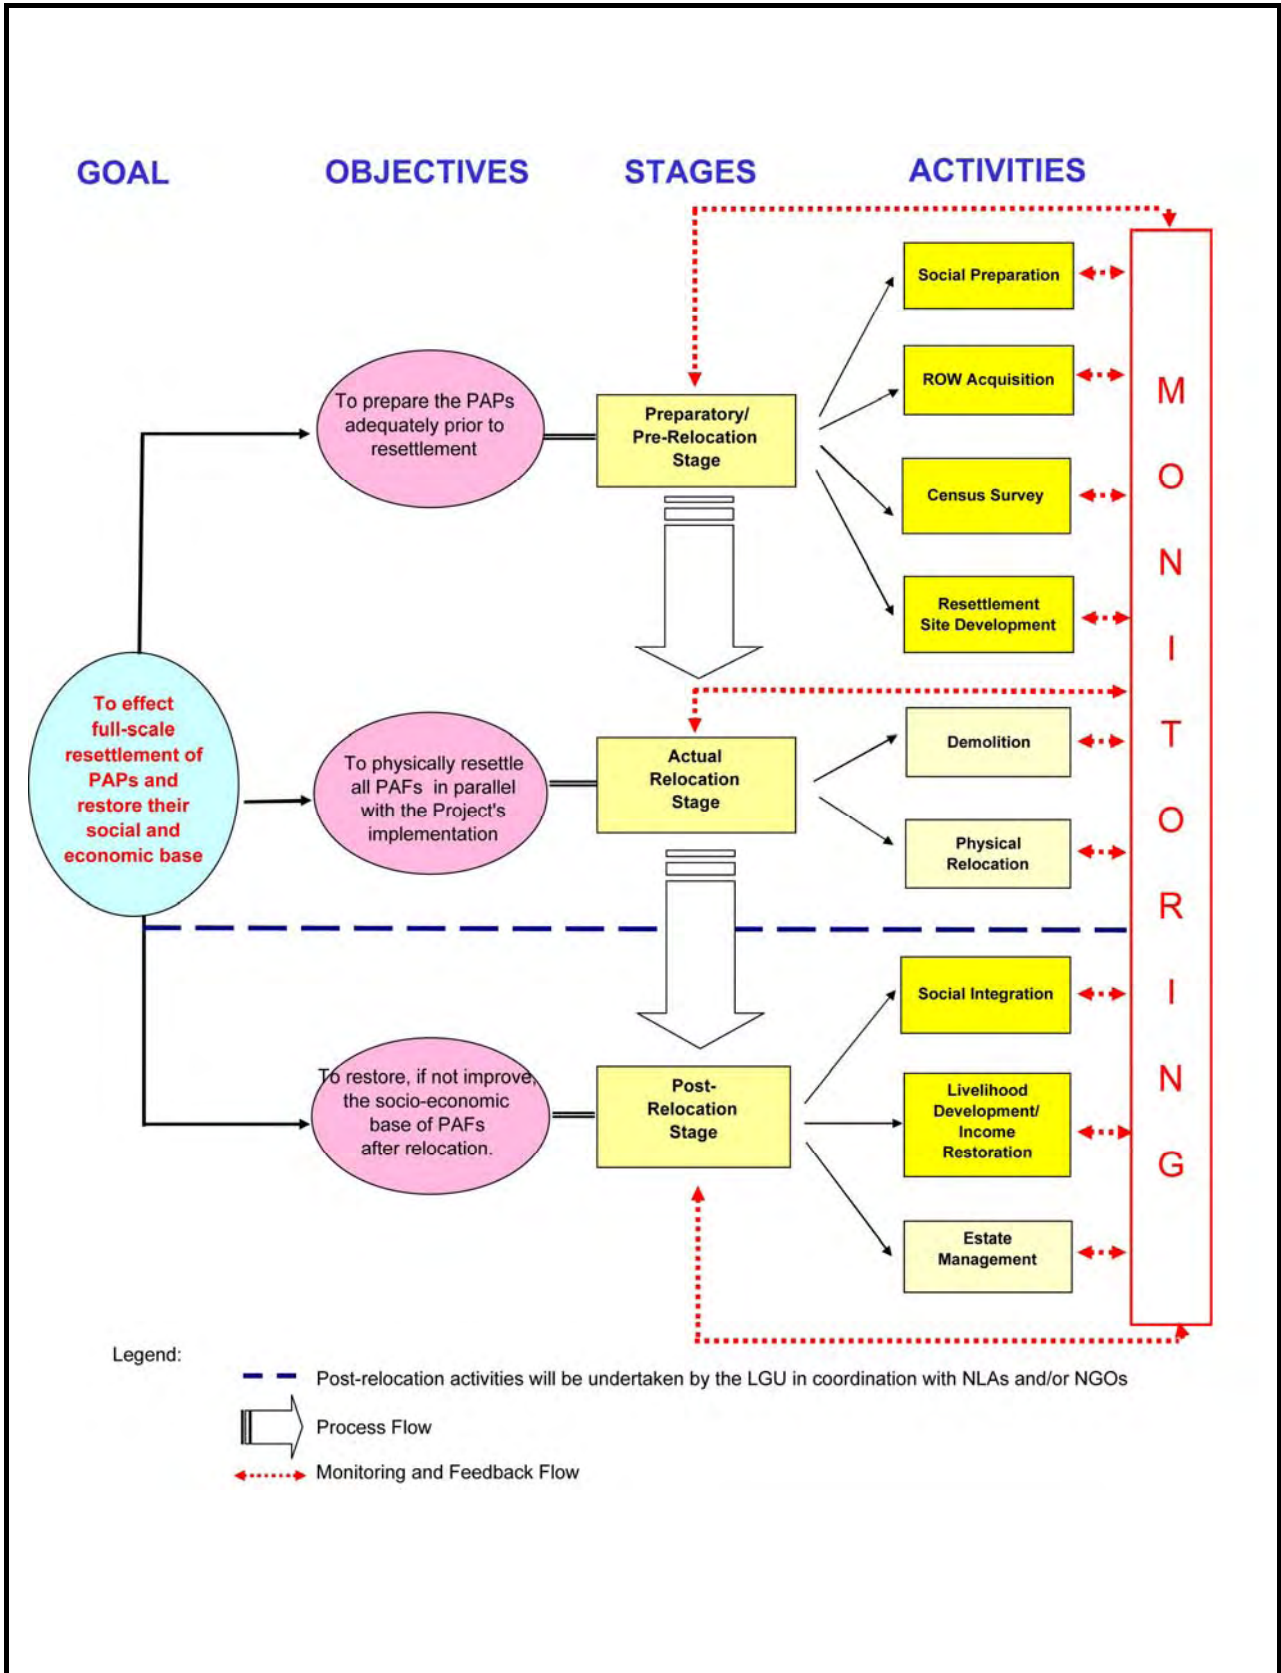 GOAL OBJECTIVES STAGES ACTIVITIES
Social Preparation
ROW Acquisition
Census Survey
Resettlement
Site Development
To prepare the PAPs
adequately prior to
resettlement
Preparatory/
Pre-Relocation
Stage
To effect
full-scale
resettlement of
PAPs and
restore their
social and
economic base
To physically resettle
all PAFs in parallel
with the Project's
implementation
Actual
Relocation
Stage
Demolition
Physical
Relocation
To restore, if not improve,
the socio-economic
base of PAFs
after relocation.
Post-
Relocation
Stage
Social Integration
Livelihood
Development/
Income
Restoration
Estate
Management
MONITORING
Legend:
Post-relocation activities will be undertaken by the LGU in coordination with NLAs and/or NGOs
Process Flow
Monitoring and Feedback Flow